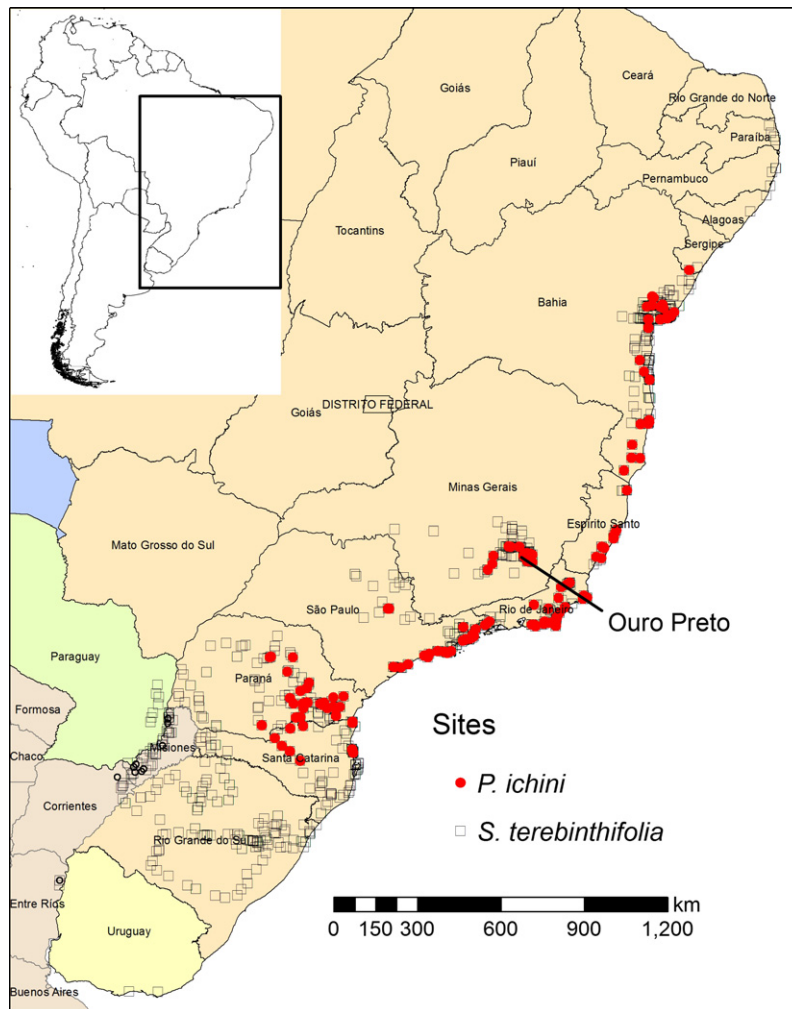 Goiás
Ceará
Rio Grande do Norte
Paraíba
Piauí
Pernambuco
Alagoas
Sergipe
Tocantins
Bahia
Goiás
DISTRITO FEDERAL
Minas Gerais
Mato Grosso do Sul
Espírito Santo
São Paulo
Rio de Janeiro
Ouro Preto
Paraguay
Paraná
Formosa
Misiones
Chaco
Santa Catarina
Corrientes
Rio Grande do Sul
Entre Ríos
Uruguay
Buenos Aires
Sites
P. ichini
S. terebinthifolia
km
0 150 300 600 900 1,200